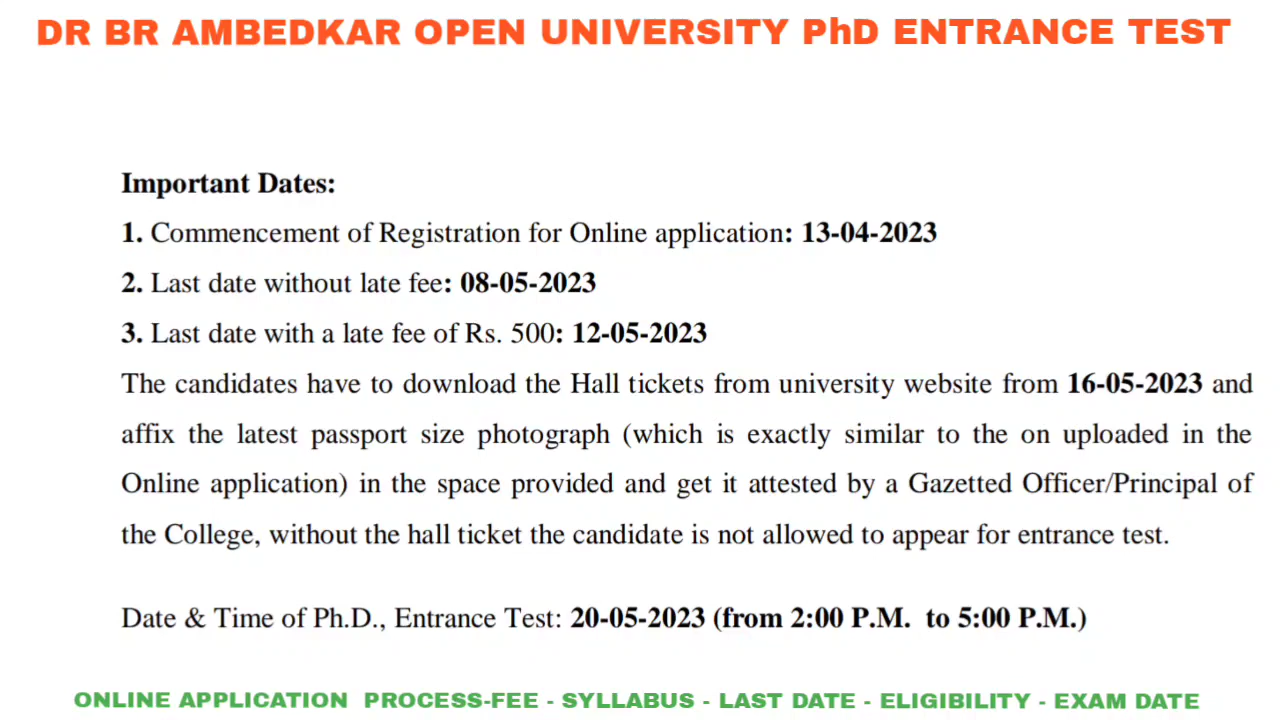 DR BR AMBEDKAR OPEN UNIVERSITY PhD ENTRANCE TEST
Important Dates:
1. Commencement of Registration for Online application: 13-04-2023
2. Last date without late fee: 08-05-2023
3. Last date with a late fee of Rs. 500: 12-05-2023
The candidates have to download the Hall tickets from university website from 16-05-2023 and
affix the latest passport size photograph (which is exactly similar to the on uploaded in the
Online application) in the space provided and get it attested by a Gazetted Officer/Principal of
the College, without the hall ticket the candidate is not allowed to appear for entrance test.
Date & Time of Ph.D., Entrance Test: 20-05-2023 (from 2:00 P.M. to 5:00 P.M.)
ONLINE APPLICATION PROCESS-FEE - SYLLABUS - LAST DATE - ELIGIBILITY - EXAM DATE